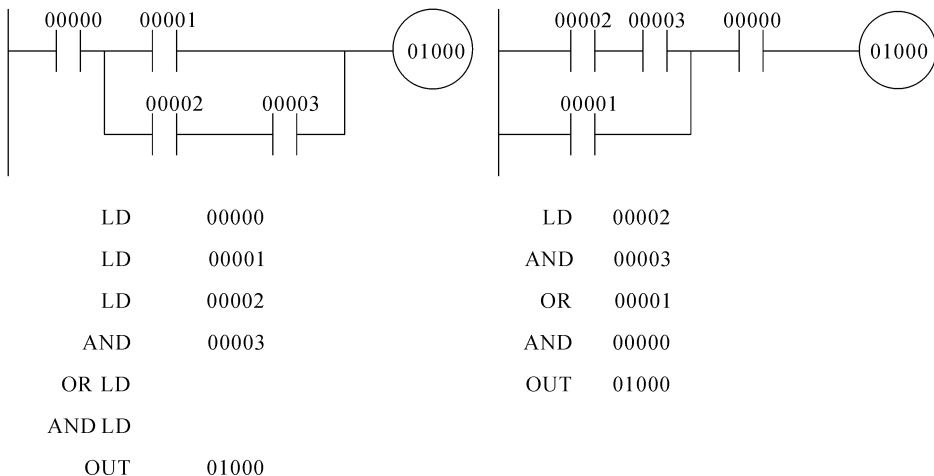 00000 00001
01000
00002 00003
LD 00000
LD 00001
LD 00002
AND 00003
OR LD
AND LD
OUT 01000
00002 00003 00000
01000
00001
LD 00002
AND 00003
OR 00001
AND 00000
OUT 01000